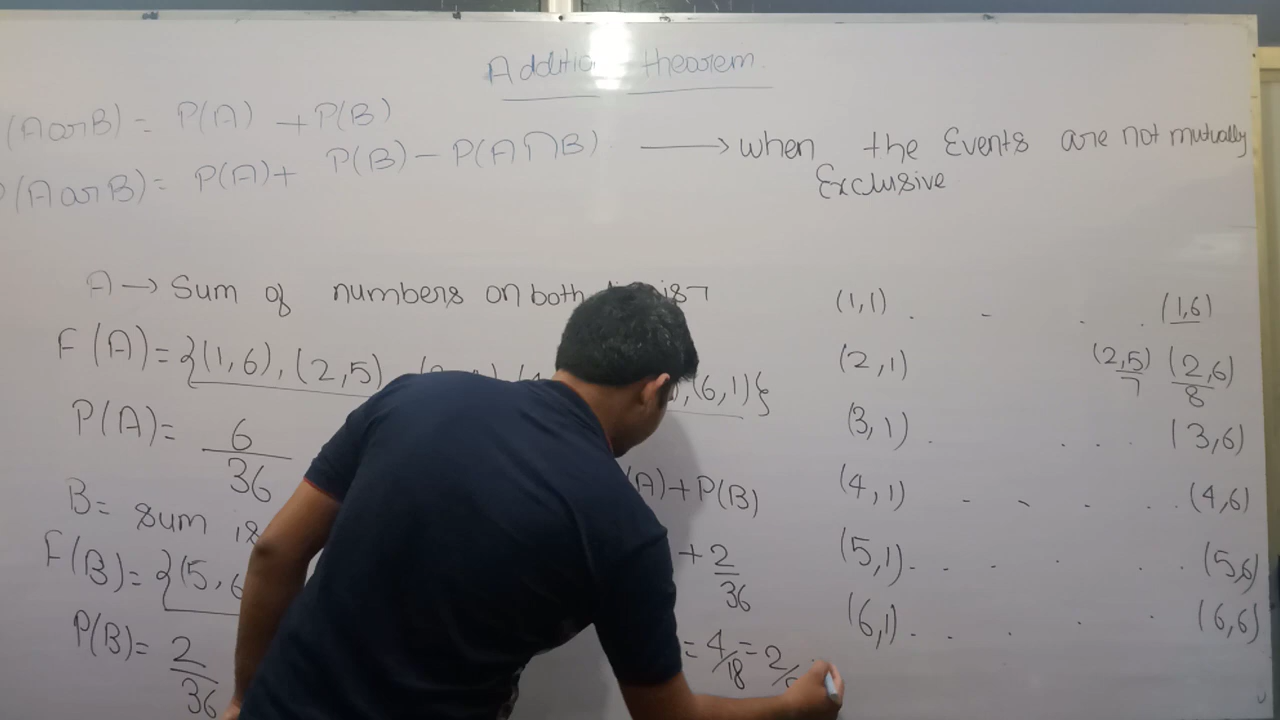 Addition theorem.
(A or B) = P(A) + P(B)
P(A or B) = P(A) + P(B) – P(A∩B) → when the Events are not mutually
Exclusive
A → Sum of numbers on both is 7
F(A) = {(1,6), (2,5) ,(6,1)}
P(A) = 6/36
B = sum is
F(B) = {(5,6
P(B) = 2/36
(A) + P(B)
+ 2/36
= 4/18 = 2/
(1,1) . - . . (1,6)
(2,1) (2,5) (2,6)
7 8
(3,1) . . . . (3,6)
(4,1) - - . . . (4,6)
(5,1) - . . . . . (5,6)
(6,1) . . . . . (6,6)